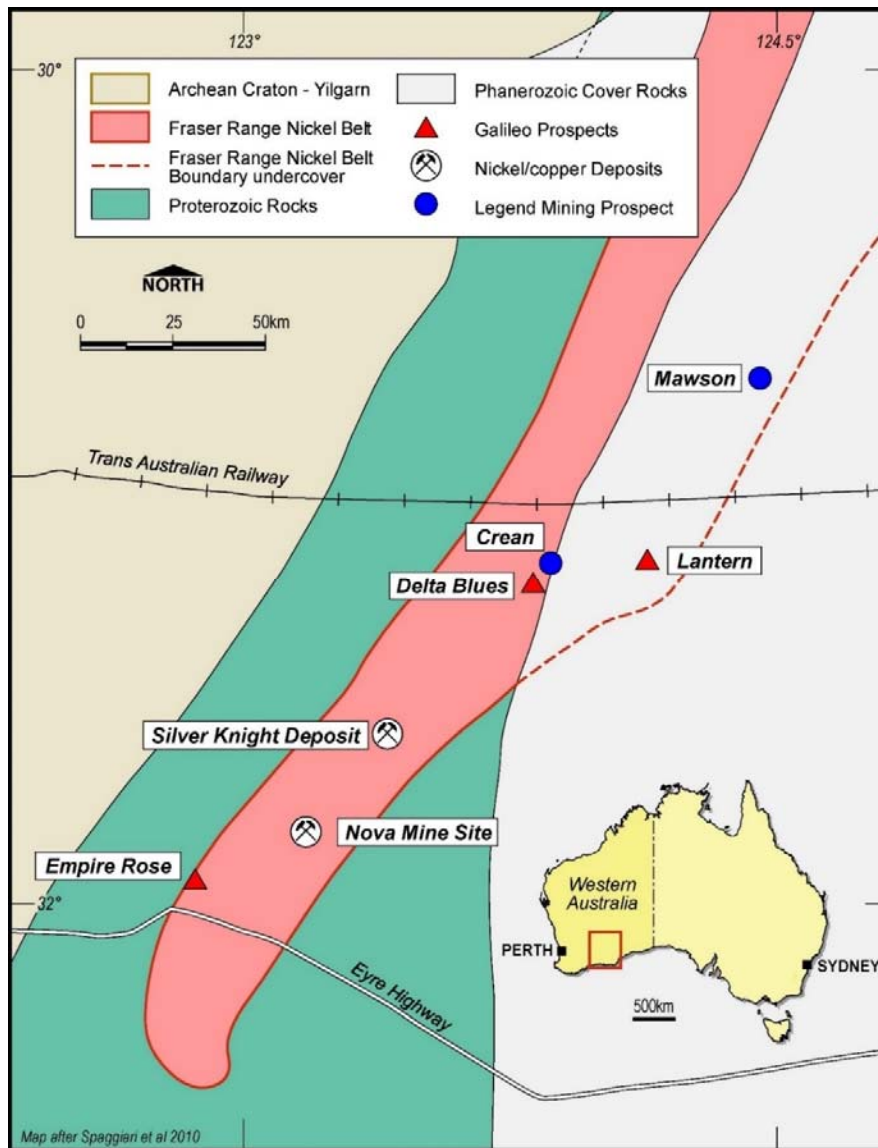 123°
124.5°
30°
Archean Craton - Yilgarn
Fraser Range Nickel Belt
Fraser Range Nickel Belt
Boundary undercover
Proterozoic Rocks
Phanerozoic Cover Rocks
Galileo Prospects
Nickel/copper Deposits
Legend Mining Prospect
NORTH
0 25 50km
Mawson
Trans Australian Railway
Crean
Lantern
Delta Blues
Silver Knight Deposit
Nova Mine Site
Empire Rose
32°
Eyre Highway
Western
Australia
PERTH
SYDNEY
500km
Map after Spaggiari et al 2010